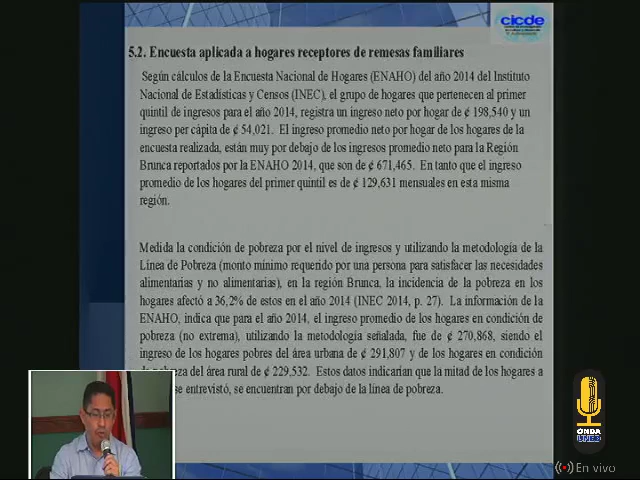 cicde
5.2. Encuesta aplicada a hogares receptores de remesas familiares
Según cálculos de la Encuesta Nacional de Hogares (ENAHO) del año 2014 del Instituto
Nacional de Estadísticas y Censos (INEC), el grupo de hogares que pertenecen al primer
quintil de ingresos para el año 2014, registra un ingreso neto por hogar de ¢ 198,540 y un
ingreso per cápita de ¢ 54,021. El ingreso promedio neto por hogar de los hogares de la
encuesta realizada, están muy por debajo de los ingresos promedio neto para la Región
Brunca reportados por la ENAHO 2014, que son de ¢ 671,465. En tanto que el ingreso
promedio de los hogares del primer quintil es de ¢ 129,631 mensuales en esta misma
región.
Medida la condición de pobreza por el nivel de ingresos y utilizando la metodología de la
Línea de Pobreza (monto mínimo requerido por una persona para satisfacer las necesidades
alimentarias y no alimentarias), en la región Brunca, la incidencia de la pobreza en los
hogares afectó a 36,2% de estos en el año 2014 (INEC 2014, p. 27). La información de la
ENAHO, indica que para el año 2014, el ingreso promedio de los hogares en condición de
pobreza (no extrema), utilizando la metodología señalada, fue de ¢ 270,868, siendo el
ingreso de los hogares pobres del área urbana de ¢ 291,807 y de los hogares en condición
del área rural de ¢ 229,532. Estos datos indicarían que la mitad de los hogares a
se entrevistó, se encuentran por debajo de la línea de pobreza.
ONDA
UNED
En vivo